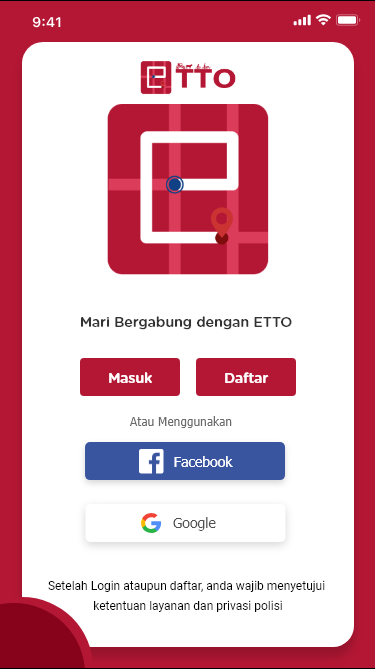 9:41
ETTO
Mari Bergabung dengan ETTO
Masuk
Daftar
Atau Menggunakan
Facebook
Google
Setelah Login ataupun daftar, anda wajib menyetujui
ketentuan layanan dan privasi polisi